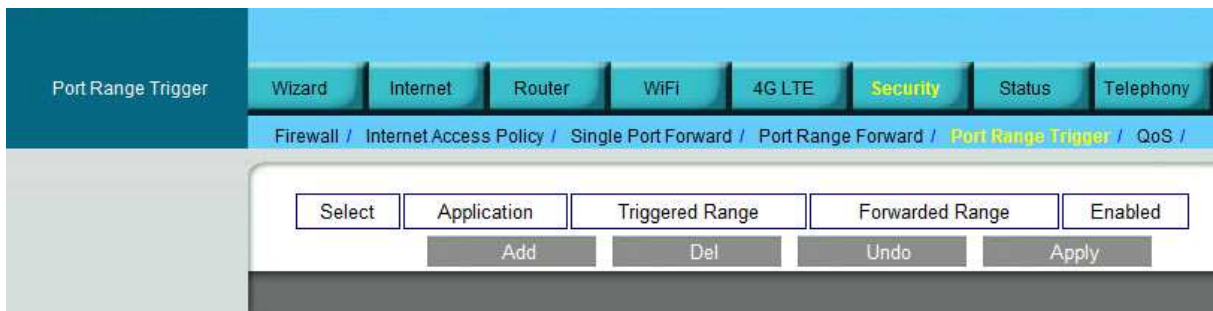 Port Range Trigger
Wizard Internet Router WiFi 4G LTE Security Status Telephony
Firewall / Internet Access Policy / Single Port Forward / Port Range Forward / Port Range Trigger / QoS /
Select Application Triggered Range Forwarded Range Enabled
Add Del Undo Apply